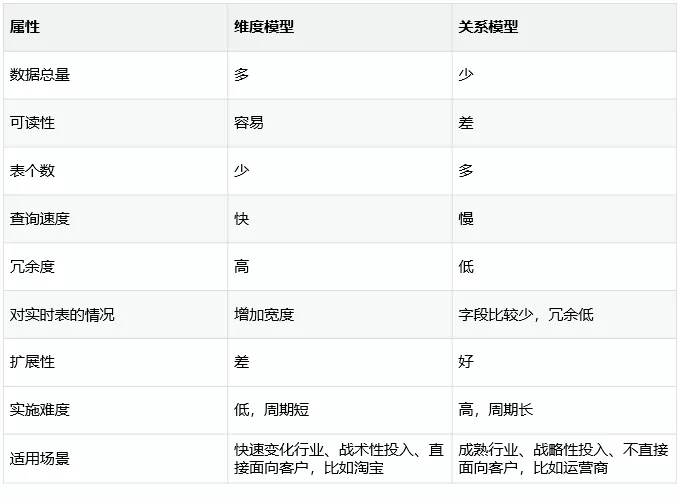 属性 维度模型 关系模型
数据总量 多 少
可读性 容易 差
表个数 少 多
查询速度 快 慢
冗余度 高 低
对实时表的情况 增加宽度 字段比较少，冗余低
扩展性 差 好
实施难度 低，周期短 高，周期长
适用场景 快速变化行业、战术性投入、直 成熟行业、战略性投入、不直接
接面向客户，比如淘宝 面向客户，比如运营商